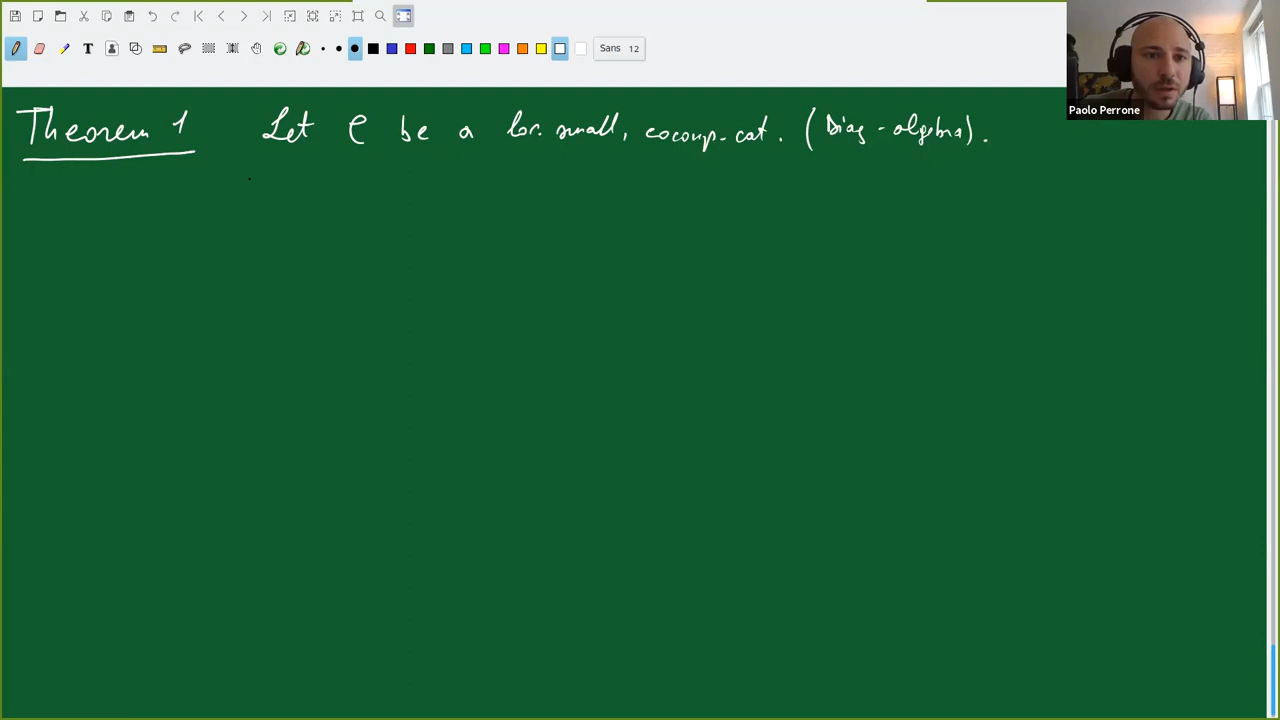 Sans 12
Paolo Perrone
Theorem 1 Let C be a loc. small, cocomp. cat. (Diag-algebra).